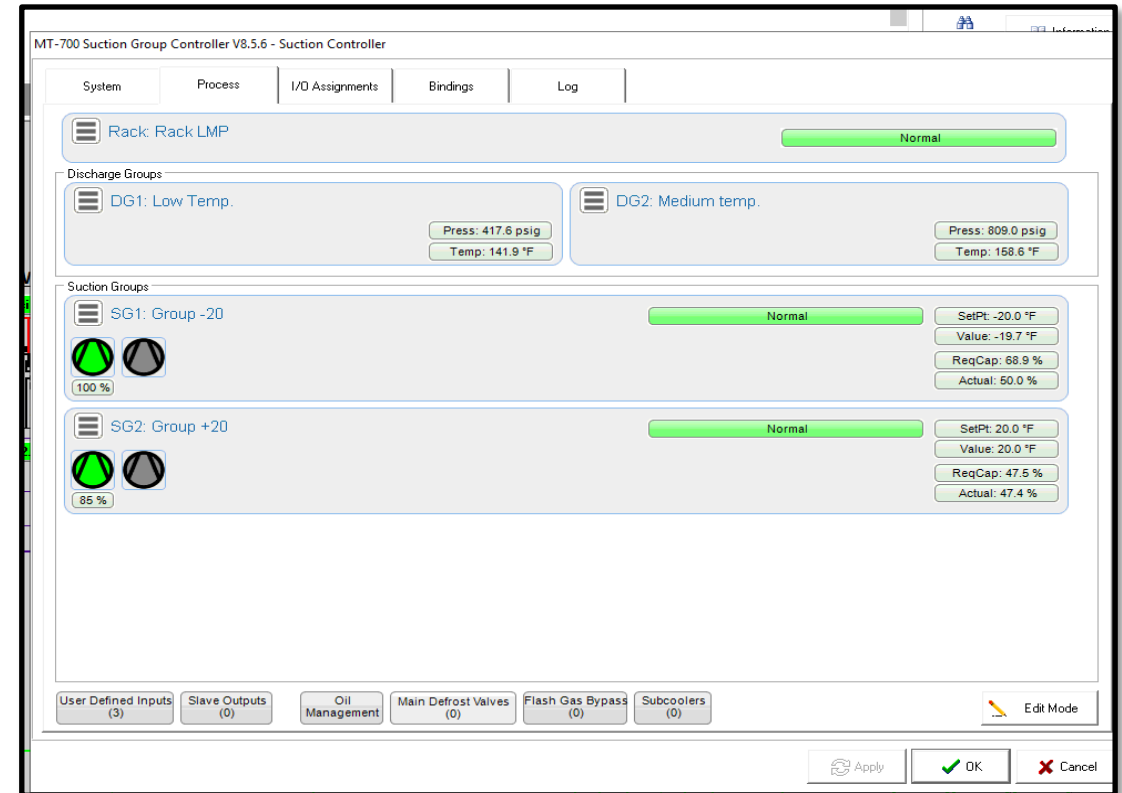 Information
MT-700 Suction Group Controller V8.5.6 - Suction Controller
System
Process
I/O Assignments
Bindings
Log
Rack: Rack LMP
Normal
Discharge Groups
DG1: Low Temp.
Press: 417.6 psig
Temp: 141.9 °F
DG2: Medium temp.
Press: 809.0 psig
Temp: 158.6 °F
Suction Groups
SG1: Group -20
Normal
SetPt: -20.0 °F
Value: -19.7 °F
ReqCap: 68.9 %
Actual: 50.0 %
100 %
SG2: Group +20
Normal
SetPt: 20.0 °F
Value: 20.0 °F
ReqCap: 47.5 %
Actual: 47.4 %
85 %
User Defined Inputs
(3)
Slave Outputs
(0)
Oil
Management
Main Defrost Valves
(0)
Flash Gas Bypass
(0)
Subcoolers
(0)
Edit Mode
Apply
OK
Cancel